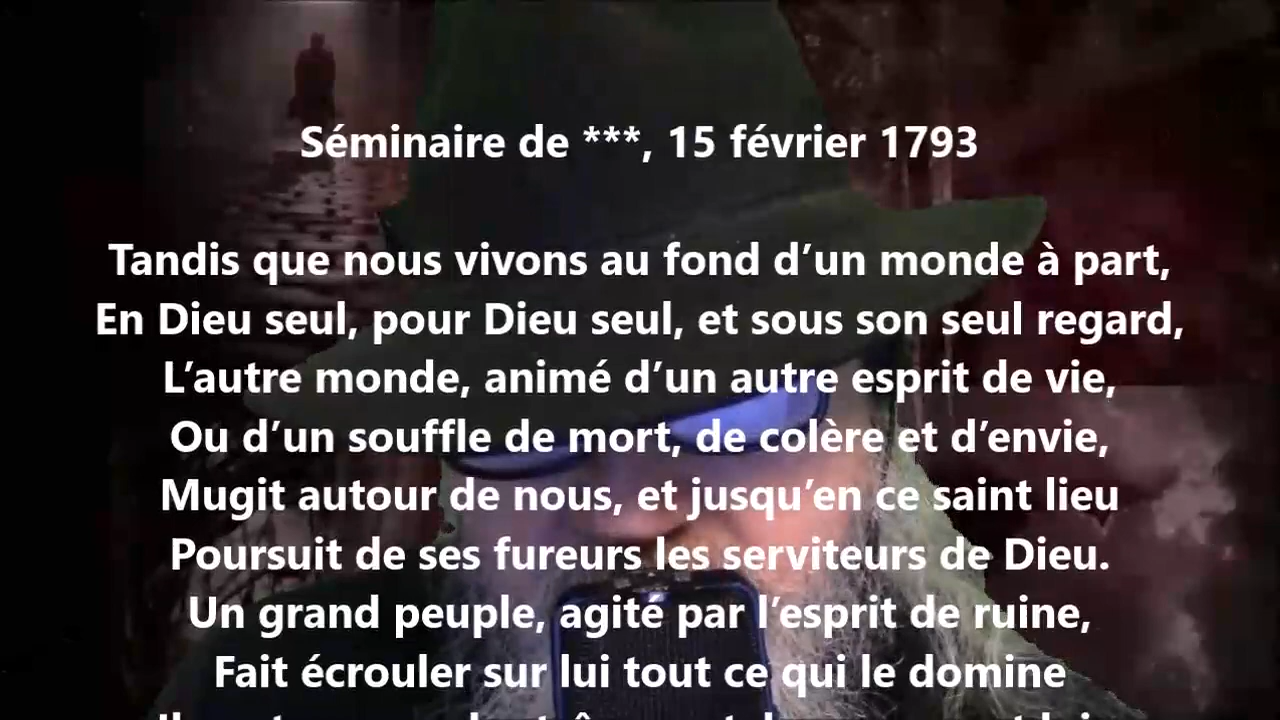 Séminaire de ***, 15 février 1793
Tandis que nous vivons au fond d’un monde à part,
En Dieu seul, pour Dieu seul, et sous son seul regard,
L’autre monde, animé d’un autre esprit de vie,
Ou d’un souffle de mort, de colère et d’envie,
Mugit autour de nous, et jusqu’en ce saint lieu
Poursuit de ses fureurs les serviteurs de Dieu.
Un grand peuple, agité par l’esprit de ruine,
Fait écrouler sur lui tout ce qui le domine